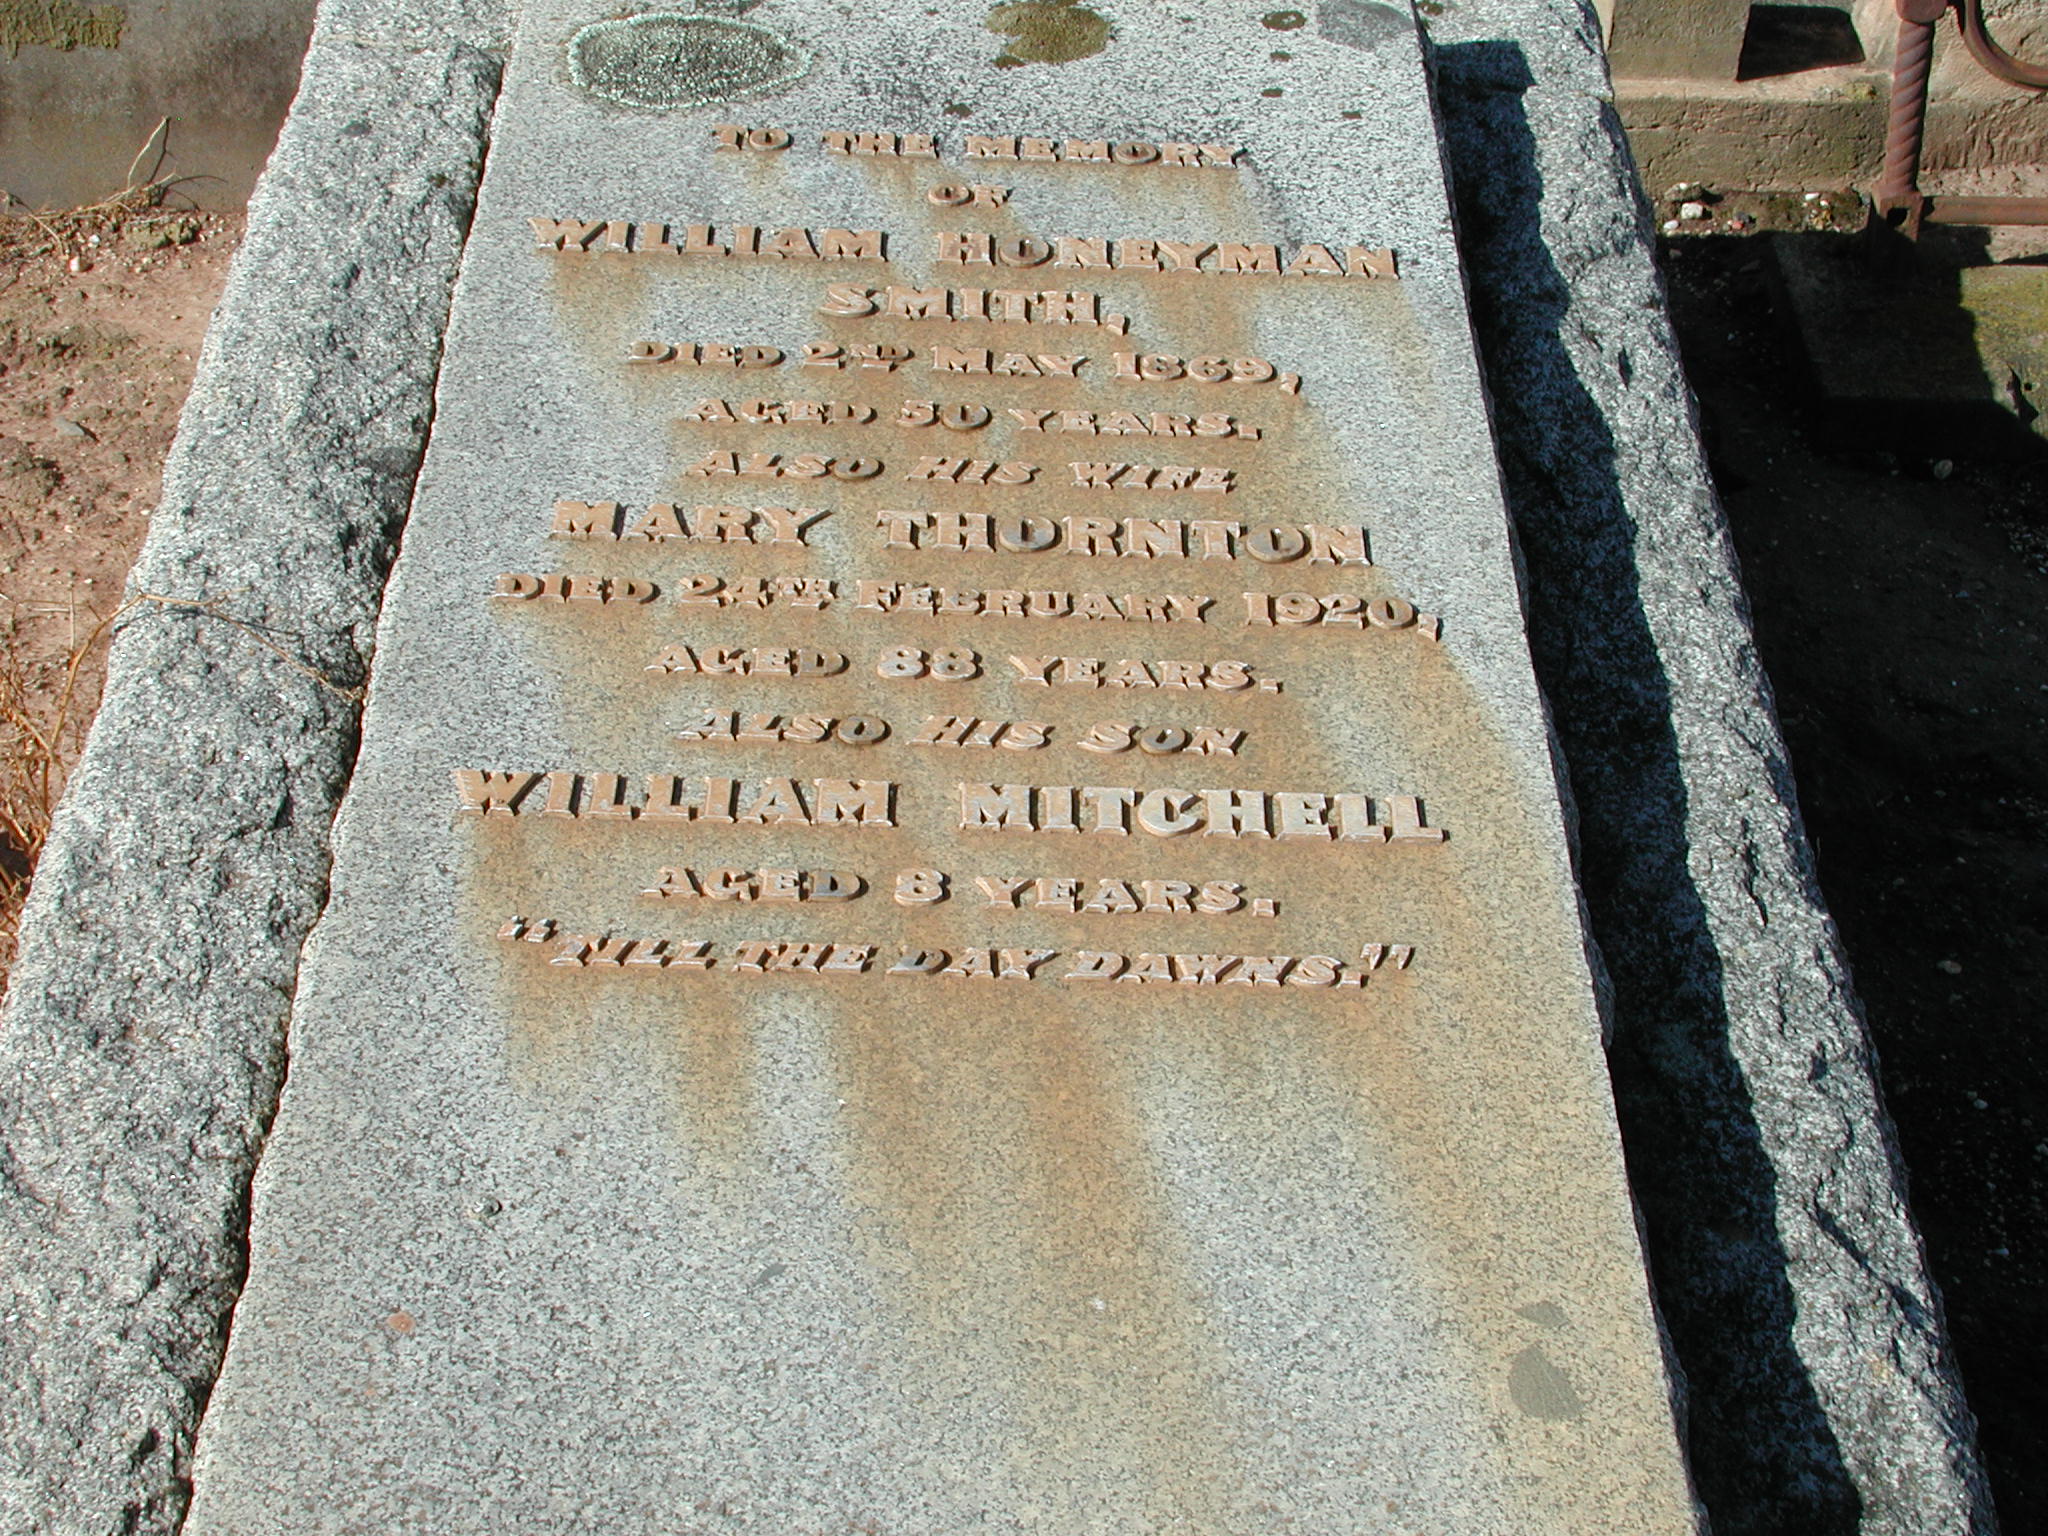 TO THE MEMORY
OF
WILLIAM HONEYMAN
SMITH,
DIED 2ND MAY 1869,
AGED 50 YEARS.
ALSO HIS WIFE
MARY THORNTON
DIED 24TH FEBRUARY 1920,
AGED 88 YEARS.
ALSO HIS SON
WILLIAM MITCHELL
AGED 8 YEARS.
“TILL THE DAY DAWNS.”